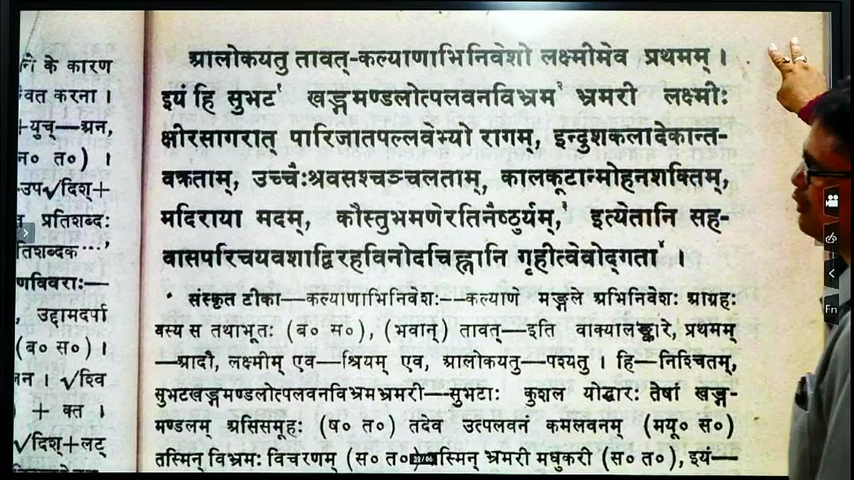 के कारण
वत करना ।
+युच्—अन,
न० त०) ।
-उप√दिश्+
प्रतिशब्दः
तिशब्दक···’
णविवराः—
उद्दामदर्पा
(ब० स०) ।
√श्वि
+ क्त ।
√दिश्+लट्
आलोकयतु तावत्-कल्याणाभिनिवेशो लक्ष्मीमेव प्रथमम् ।
इयं हि सुभट१ खड्गमण्डलोत्पलवनविभ्रम२ भ्रमरी लक्ष्मीः
क्षीरसागरात् पारिजातपल्लवेभ्यो रागम्, इन्दुशकलादेकान्त-
वक्रताम्, उच्चैःश्रवसश्चञ्चलताम्, कालकूटान्मोहनशक्तिम्,
मदिराया मदम्, कौस्तुभमणेरतिनैष्ठुर्यम्,३ इत्येतानि सह-
वासपरिचयवशाद्विरहविनोदचिह्नानि गृहीत्वेवोद्गता४ ।
संस्कृत टीका—कल्याणाभिनिवेशः—कल्याणे मङ्गले अभिनिवेशः आग्रहः
यस्य स तथाभूतः (ब० स०), (भवान्) तावत्—इति वाक्यालङ्कारे, प्रथमम्
—आदौ, लक्ष्मीम् एव—श्रियम् एव, आलोकयतु—पश्यतु । हि—निश्चितम्,
सुभटखड्गमण्डलोत्पलवनविभ्रमभ्रमरी—सुभटाः कुशल योद्धारः तेषां खड्ग-
मण्डलम् असिसमूहः (ष० त०) तदेव उत्पलवनं कमलवनम् (मयू० स०)
तस्मिन् विभ्रमः विचरणम् (स० त०) तस्मिन् भ्रमरी मधुकरी (स० त०), इयं—
Fn